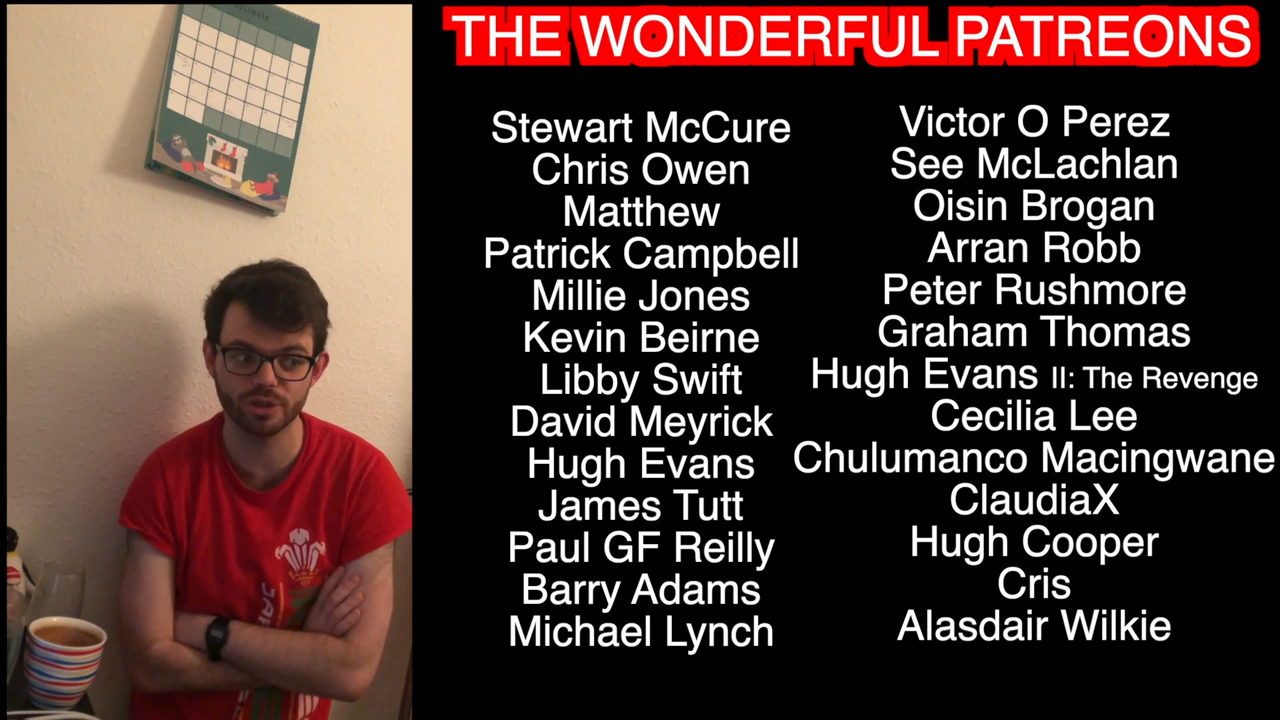 THE WONDERFUL PATREONS
Stewart McCure
Chris Owen
Matthew
Patrick Campbell
Millie Jones
Kevin Beirne
Libby Swift
David Meyrick
Hugh Evans
James Tutt
Paul GF Reilly
Barry Adams
Michael Lynch
Victor O Perez
See McLachlan
Oisin Brogan
Arran Robb
Peter Rushmore
Graham Thomas
Hugh Evans II: The Revenge
Cecilia Lee
Chulumanco Macingwane
ClaudiaX
Hugh Cooper
Cris
Alasdair Wilkie